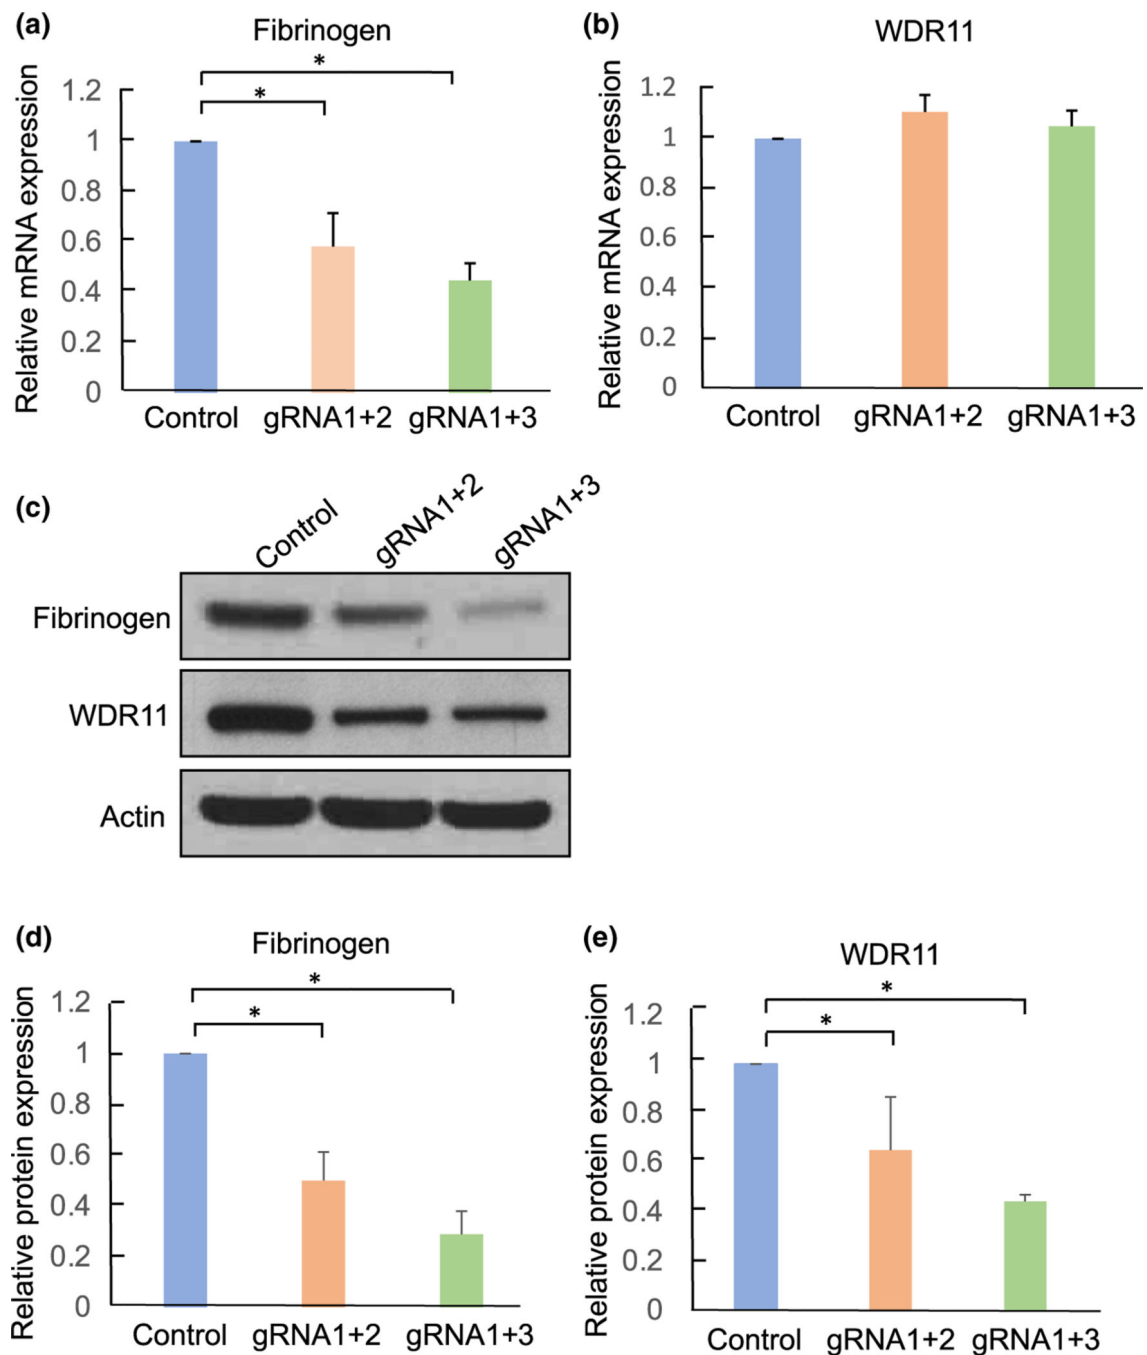 (a)
Fibrinogen
*
*
Relative mRNA expression
1.2
1
0.8
0.6
0.4
0.2
0
Control gRNA1+2 gRNA1+3
(b)
WDR11
Relative mRNA expression
1.2
1
0.8
0.6
0.4
0.2
0
Control gRNA1+2 gRNA1+3
(c)
Control gRNA1+2 gRNA1+3
Fibrinogen
WDR11
Actin
(d)
Fibrinogen
*
*
Relative protein expression
1.2
1
0.8
0.6
0.4
0.2
0
Control gRNA1+2 gRNA1+3
(e)
WDR11
*
*
Relative protein expression
1.2
1
0.8
0.6
0.4
0.2
0
Control gRNA1+2 gRNA1+3